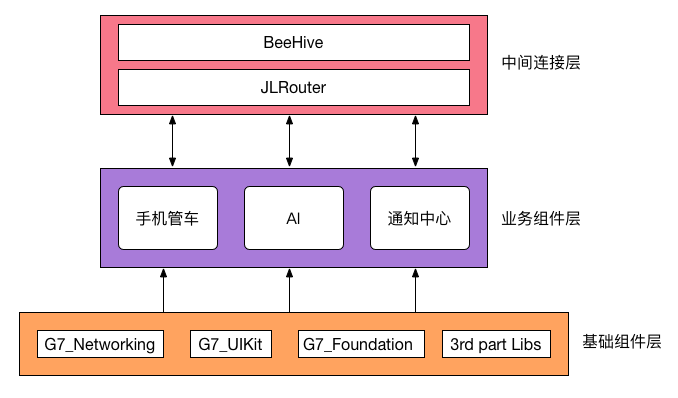 BeeHive
JLRouter
中间连接层
手机管车
AI
通知中心
业务组件层
G7_Networking
G7_UIKit
G7_Foundation
3rd part Libs
基础组件层